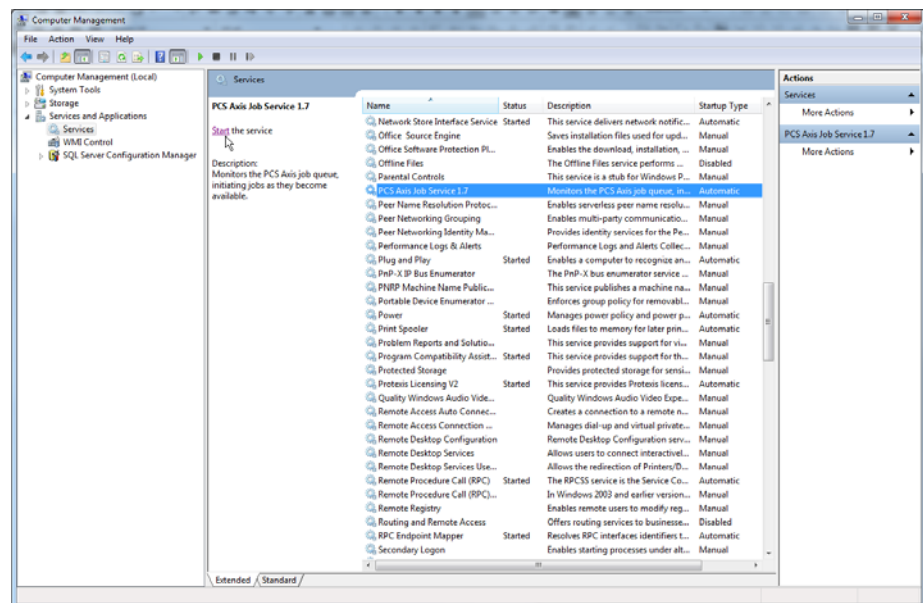 Computer Management
File Action View Help
Computer Management (Local)
System Tools
Storage
Services and Applications
Services
WMI Control
SQL Server Configuration Manager
Services
PCS Axis Job Service 1.7
Start the service
Description:
Monitors the PCS Axis job queue,
initiating jobs as they become
available.
Name Status Description Startup Type
Network Store Interface Service Started This service delivers network notific... Automatic
Office Source Engine Saves installation files used for upd... Manual
Office Software Protection Pl... Enables the download, installation, ... Manual
Offline Files The Offline Files service performs ... Disabled
Parental Controls This service is a stub for Windows P... Manual
PCS Axis Job Service 1.7 Monitors the PCS Axis job queue, in... Automatic
Peer Name Resolution Protoc... Enables serverless peer name resolu... Manual
Peer Networking Grouping Enables multi-party communicatio... Manual
Peer Networking Identity Ma... Provides identity services for the Pe... Manual
Performance Logs & Alerts Performance Logs and Alerts Collec... Manual
Plug and Play Started Enables a computer to recognize an... Automatic
PnP-X IP Bus Enumerator The PnP-X bus enumerator service ... Manual
PNRP Machine Name Public... This service publishes a machine na... Manual
Portable Device Enumerator ... Enforces group policy for removabl... Manual
Power Started Manages power policy and power p... Automatic
Print Spooler Started Loads files to memory for later prin... Automatic
Problem Reports and Solutio... This service provides support for vi... Manual
Program Compatibility Assist... Started This service provides support for th... Manual
Protected Storage Provides protected storage for sensi... Manual
Protexis Licensing V2 Started This service provides Protexis licens... Automatic
Quality Windows Audio Vide... Quality Windows Audio Video Expe... Manual
Remote Access Auto Connec... Creates a connection to a remote n... Manual
Remote Access Connection ... Manages dial-up and virtual private... Manual
Remote Desktop Configuration Remote Desktop Configuration serv... Manual
Remote Desktop Services Allows users to connect interactivel... Manual
Remote Desktop Services Use... Allows the redirection of Printers/D... Manual
Remote Procedure Call (RPC) Started The RPCSS service is the Service Co... Automatic
Remote Procedure Call (RPC)... In Windows 2003 and earlier version... Manual
Remote Registry Enables remote users to modify reg... Manual
Routing and Remote Access Offers routing services to businesse... Disabled
RPC Endpoint Mapper Started Resolves RPC interfaces identifiers t... Automatic
Secondary Logon Enables starting processes under alt... Manual
Extended Standard
Actions
Services
More Actions
PCS Axis Job Service 1.7
More Actions